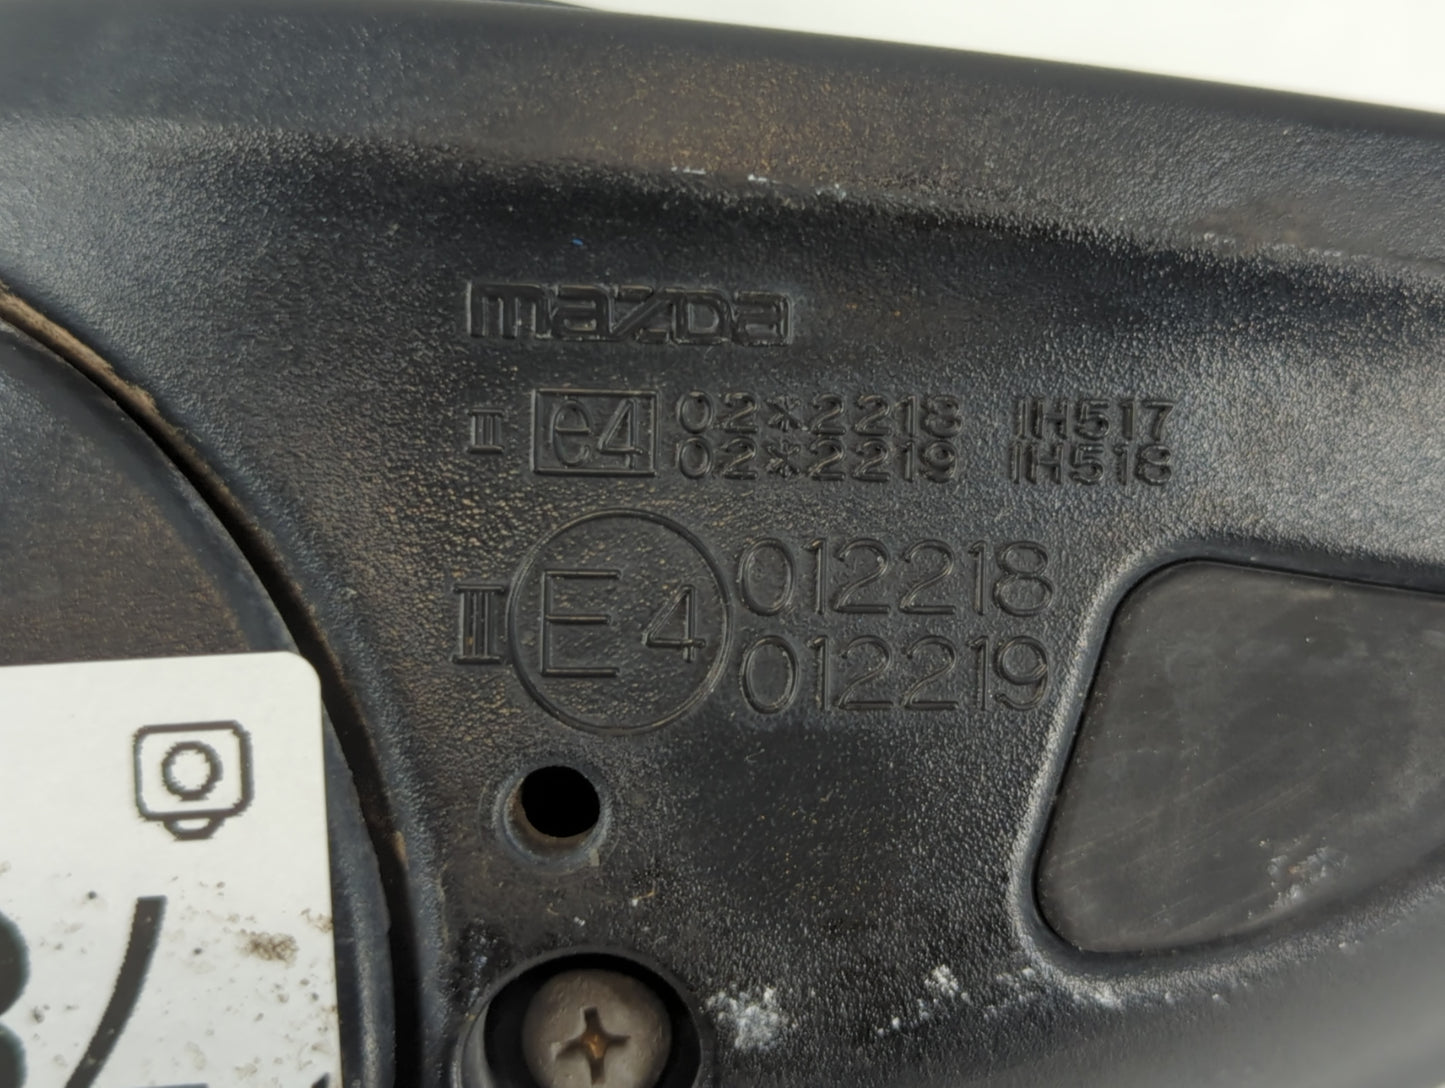 mazda
II e4 02*2218 IH517
02*2219 IH518
III E4 012218
012219